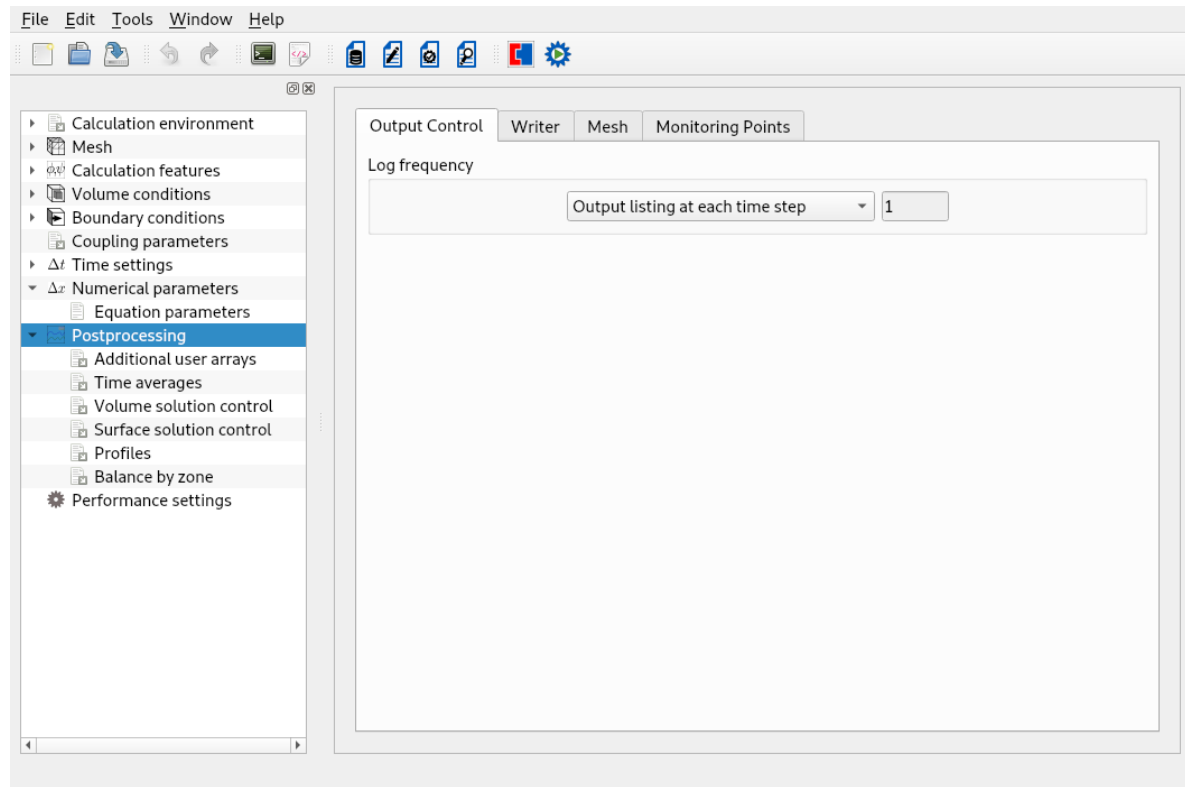 File Edit Tools Window Help
Calculation environment
Mesh
Calculation features
Volume conditions
Boundary conditions
Coupling parameters
Δt Time settings
Δx Numerical parameters
Equation parameters
Postprocessing
Additional user arrays
Time averages
Volume solution control
Surface solution control
Profiles
Balance by zone
Performance settings
Output Control Writer Mesh Monitoring Points
Log frequency
Output listing at each time step 1